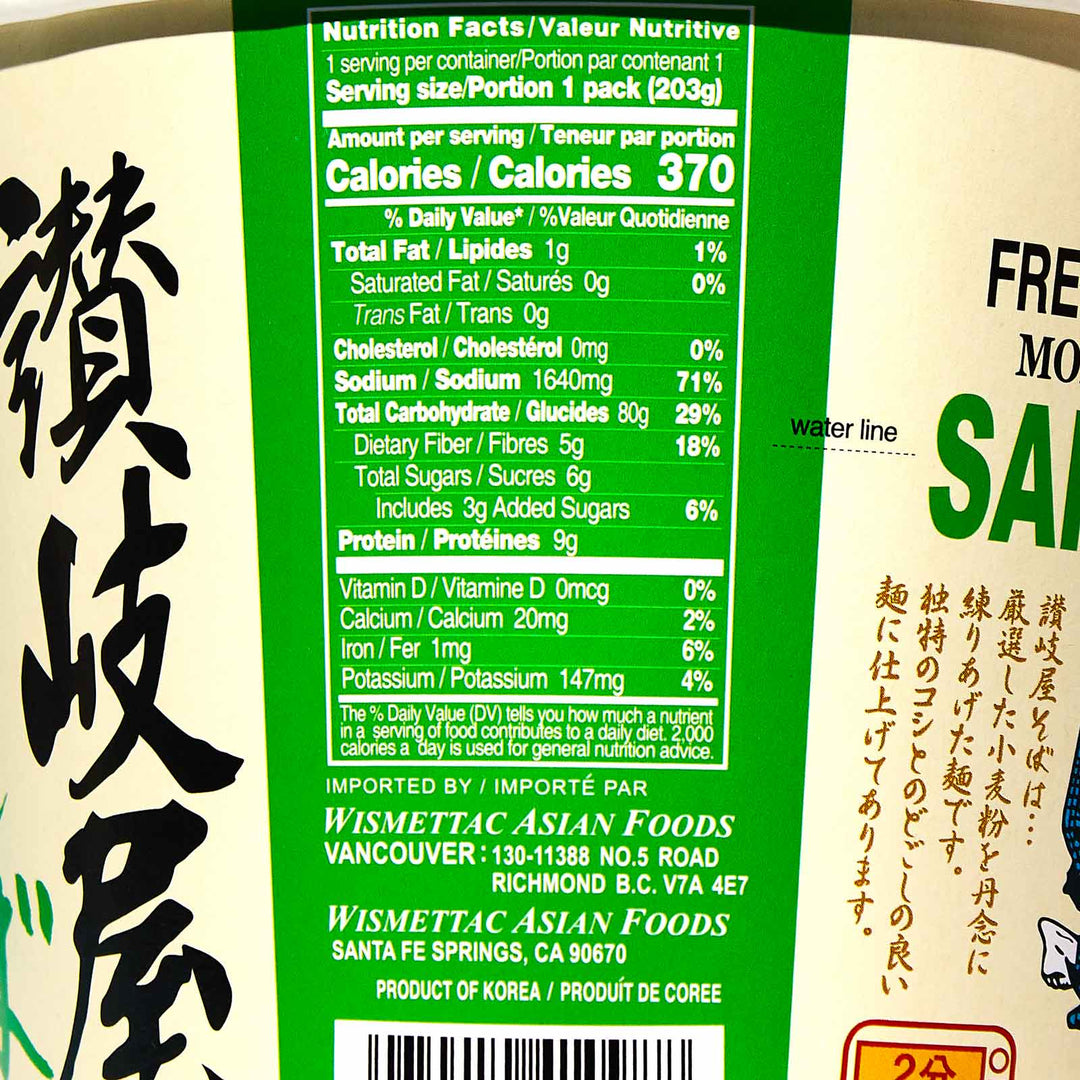 讃岐屋
Nutrition Facts/Valeur Nutritive
1 serving per container/Portion par contenant 1
Serving size/Portion 1 pack (203g)
Amount per serving / Teneur par portion
Calories / Calories 370
% Daily Value* / %Valeur Quotidienne
Total Fat / Lipides 1g 1%
Saturated Fat / Saturés 0g 0%
Trans Fat / Trans 0g
Cholesterol / Cholestérol 0mg 0%
Sodium / Sodium 1640mg 71%
Total Carbohydrate / Glucides 80g 29%
Dietary Fiber / Fibres 5g 18%
Total Sugars / Sucres 6g
Includes 3g Added Sugars 6%
Protein / Protéines 9g
Vitamin D / Vitamine D 0mcg 0%
Calcium / Calcium 20mg 2%
Iron / Fer 1mg 6%
Potassium / Potassium 147mg 4%
The % Daily Value (DV) tells you how much a nutrient
in a serving of food contributes to a daily diet. 2,000
calories a day is used for general nutrition advice.
IMPORTED BY / IMPORTÉ PAR
WISMETTAC ASIAN FOODS
VANCOUVER : 130-11388 NO.5 ROAD
RICHMOND B.C. V7A 4E7
WISMETTAC ASIAN FOODS
SANTA FE SPRINGS, CA 90670
PRODUCT OF KOREA / PRODUÍT DE COREE
water line
FRE
MO
SA
讃岐屋そばは…
厳選した小麦粉を丹念に
練りあげた麺です。
独特のコシとのどごしの良い
麺に仕上げてあります。
2分